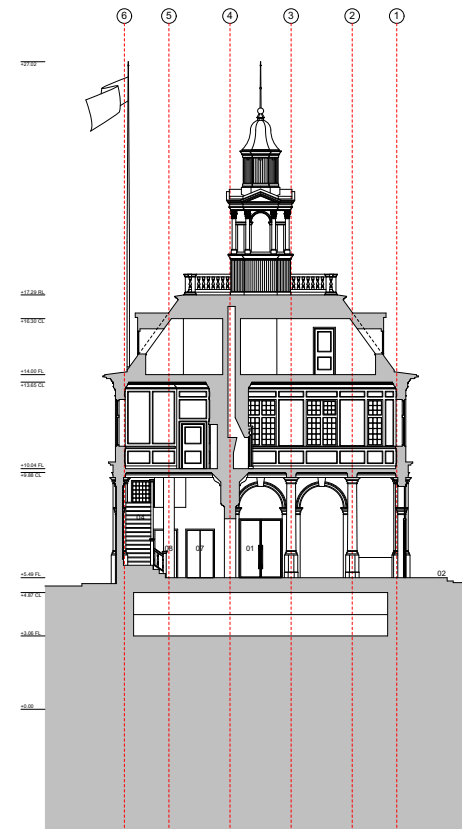 6 5 4 3 2 1
+27.02
+17.29 RL
+16.30 CL
+14.00 FL
+13.65 CL
+10.04 FL
+9.88 CL
04
08 07 01
02
+5.49 FL
+4.87 CL
+3.06 FL
+0.00